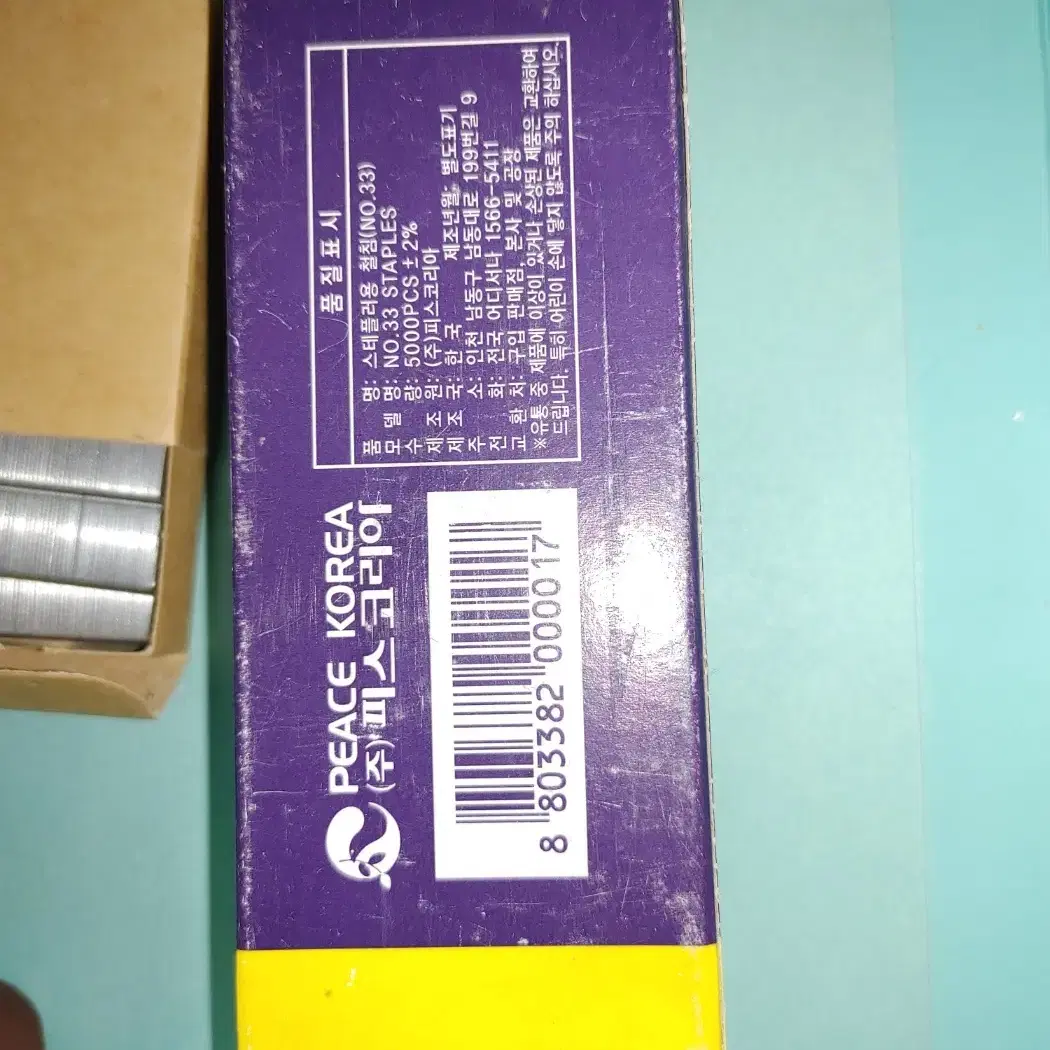 품질표시
품 명: 스테플러용 철침(NO.33)
모 델 명: NO.33 STAPLES
수 량: 5000PCS ± 2%
제 조 원: (주)피스코리아
제 조 국: 한 국 제조년월: 별도표기
주 소: 인천 남동구 남동대로 199번길 9
전 화: 전국 어디서나 1566-5411
교 환 처: 구입 판매점, 본사 및 공장
※유통 중 제품에 이상이 있거나 손상된 제품은 교환하여
드립니다. 특히 어린이 손에 닿지 않도록 주의 하십시오.
PEACE KOREA
(주)피스코리아
8 803382 000017